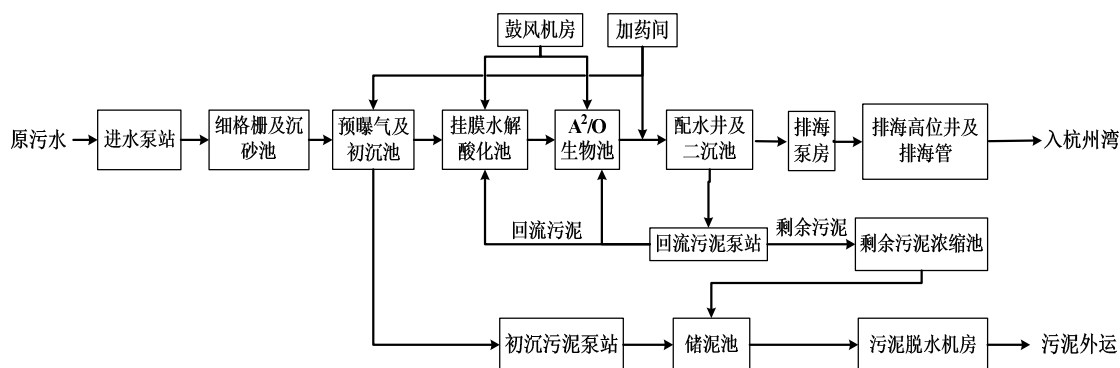 鼓风机房
加药间
原污水
进水泵站
细格栅及沉
砂池
预曝气及
初沉池
挂膜水解
酸化池
A²/O
生物池
配水井及
二沉池
排海
泵房
排海高位井及
排海管
入杭州湾
回流污泥
回流污泥泵站
剩余污泥
剩余污泥浓缩池
初沉污泥泵站
储泥池
污泥脱水机房
污泥外运